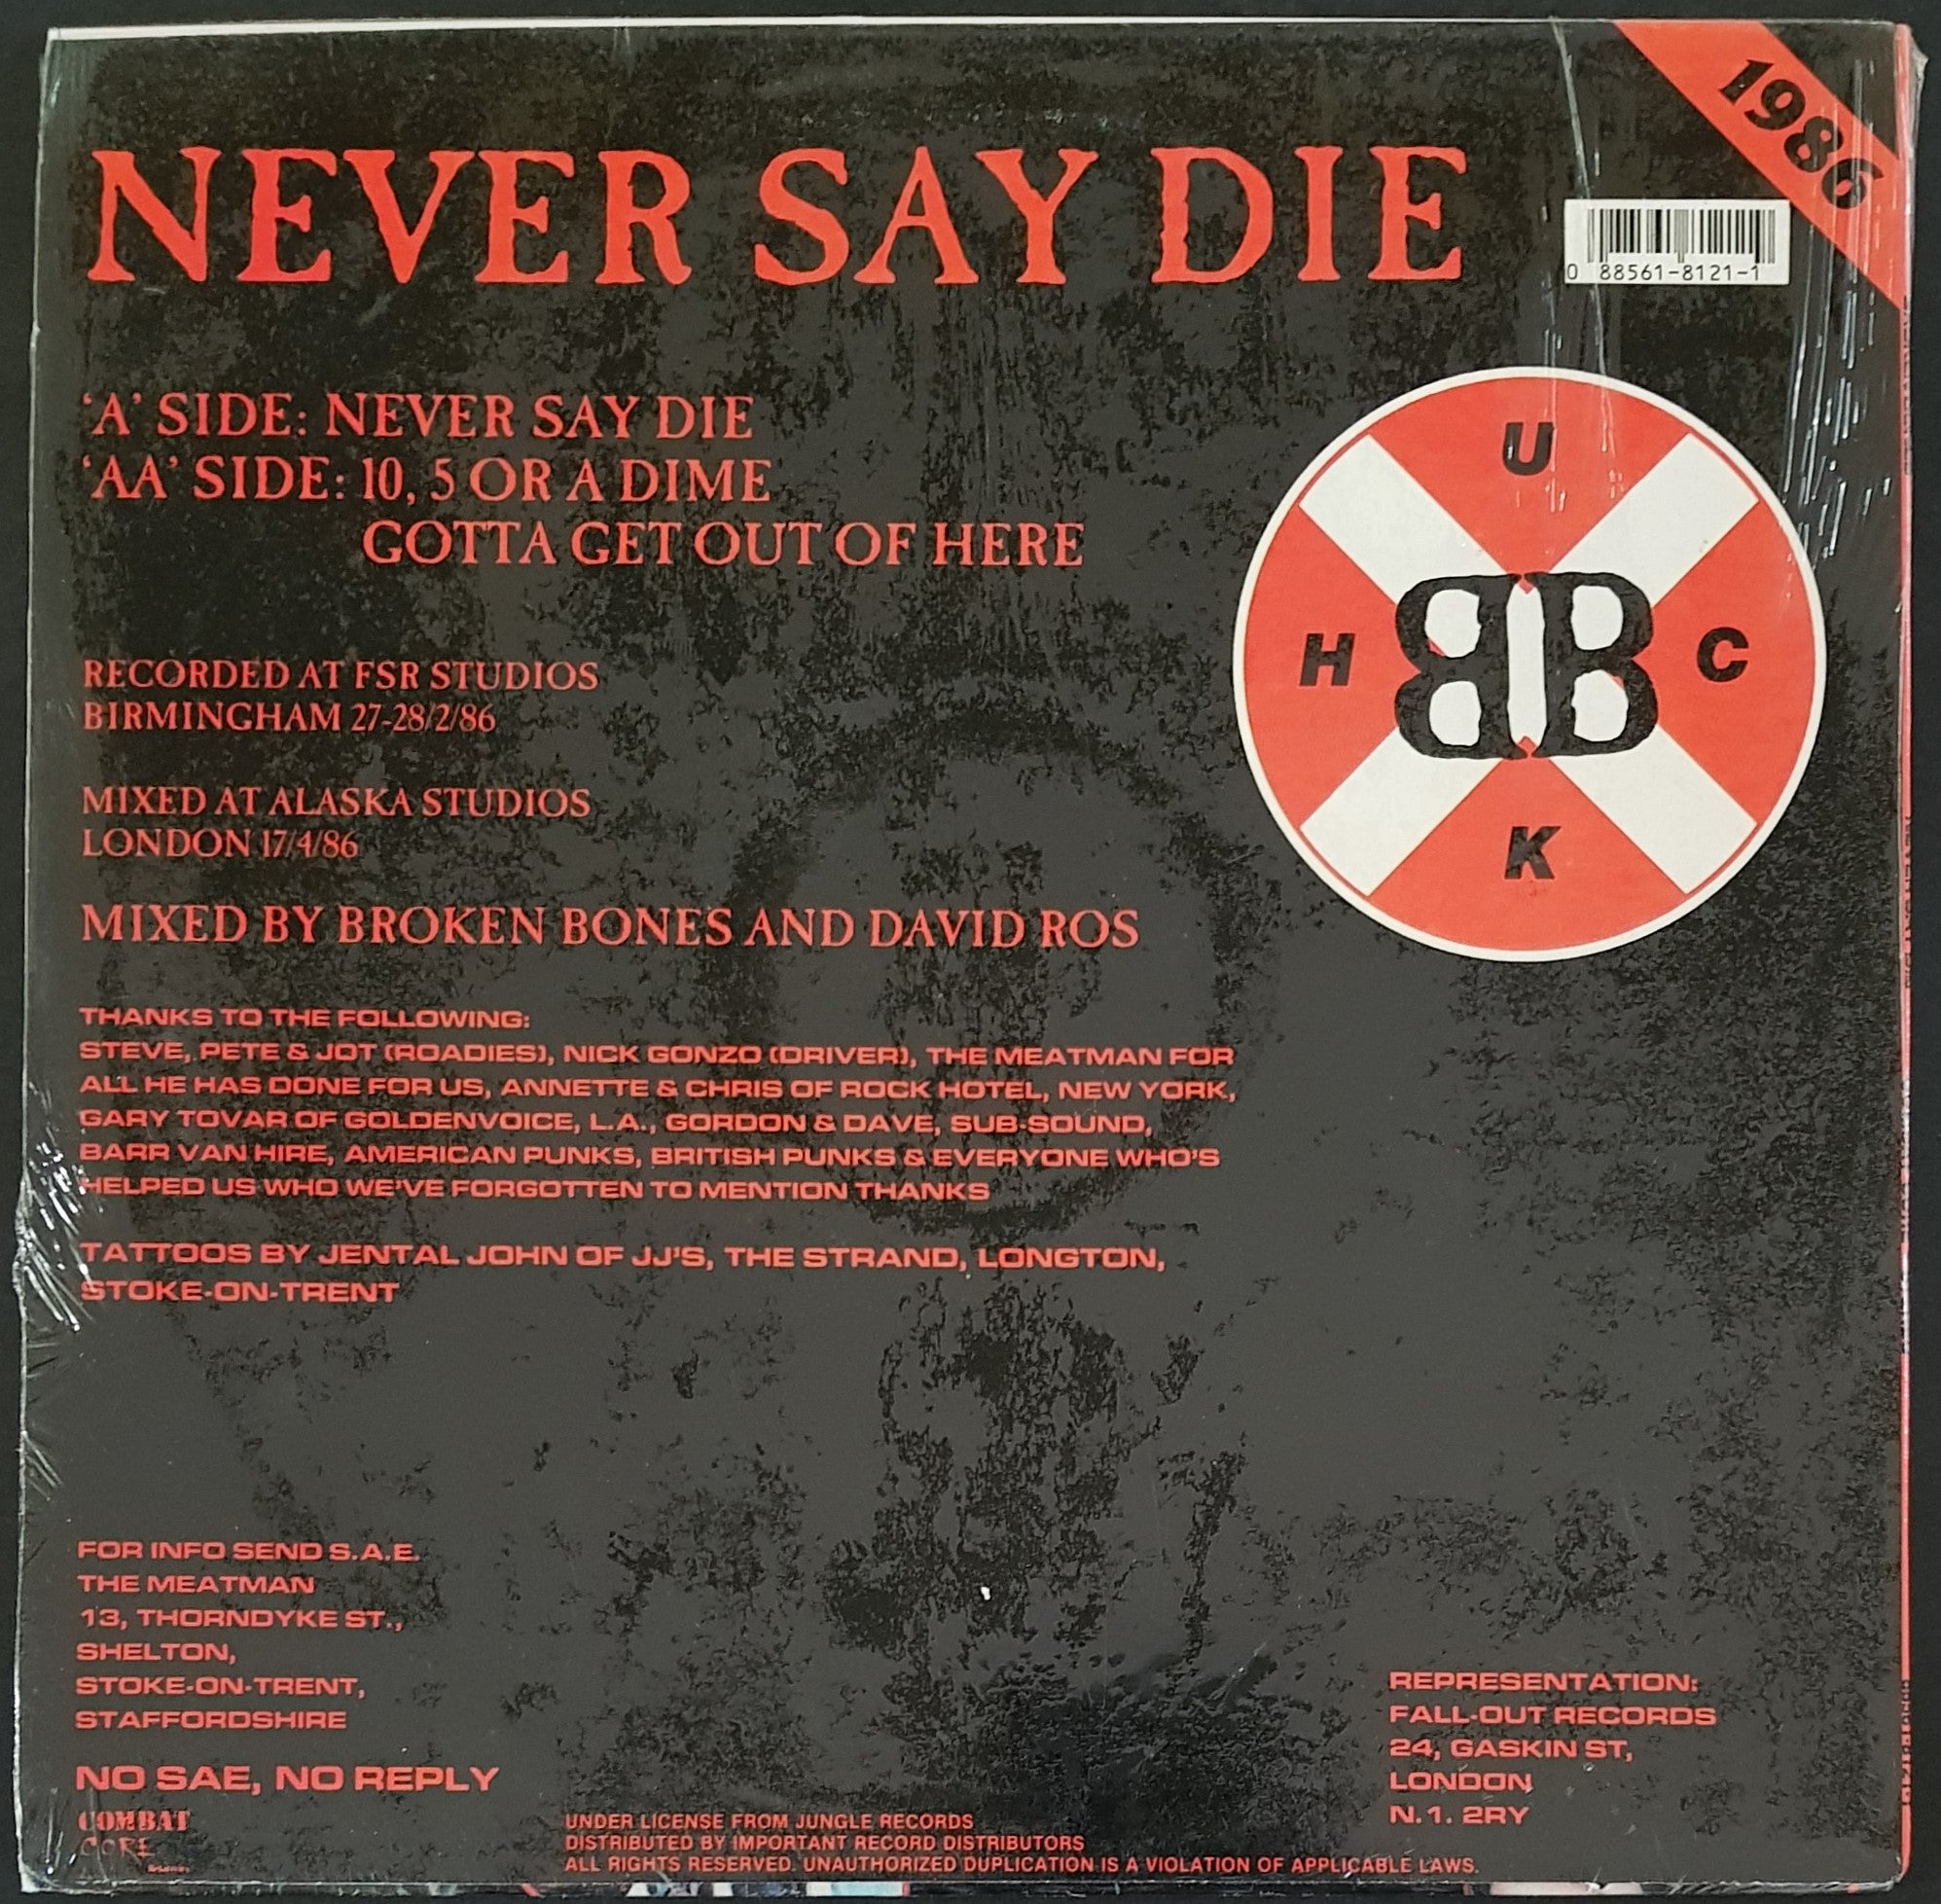 1986
NEVER SAY DIE
0 88561-8121-1
'A' SIDE: NEVER SAY DIE
'AA' SIDE: 10, 5 OR A DIME
GOTTA GET OUT OF HERE
U
H BB C
K
RECORDED AT FSR STUDIOS
BIRMINGHAM 27-28/2/86
MIXED AT ALASKA STUDIOS
LONDON 17/4/86
MIXED BY BROKEN BONES AND DAVID ROS
THANKS TO THE FOLLOWING:
STEVE, PETE & JOT (ROADIES), NICK GONZO (DRIVER), THE MEATMAN FOR
ALL HE HAS DONE FOR US, ANNETTE & CHRIS OF ROCK HOTEL, NEW YORK,
GARY TOVAR OF GOLDENVOICE, L.A., GORDON & DAVE, SUB-SOUND,
BARR VAN HIRE, AMERICAN PUNKS, BRITISH PUNKS & EVERYONE WHO'S
HELPED US WHO WE'VE FORGOTTEN TO MENTION THANKS
TATTOOS BY JENTAL JOHN OF JJ'S, THE STRAND, LONGTON,
STOKE-ON-TRENT
FOR INFO SEND S.A.E.
THE MEATMAN
13, THORNDYKE ST.,
SHELTON,
STOKE-ON-TRENT,
STAFFORDSHIRE
NO SAE, NO REPLY
COMBAT
CORE
REPRESENTATION:
FALL-OUT RECORDS
24, GASKIN ST,
LONDON
N.1. 2RY
UNDER LICENSE FROM JUNGLE RECORDS
DISTRIBUTED BY IMPORTANT RECORD DISTRIBUTORS
ALL RIGHTS RESERVED. UNAUTHORIZED DUPLICATION IS A VIOLATION OF APPLICABLE LAWS.